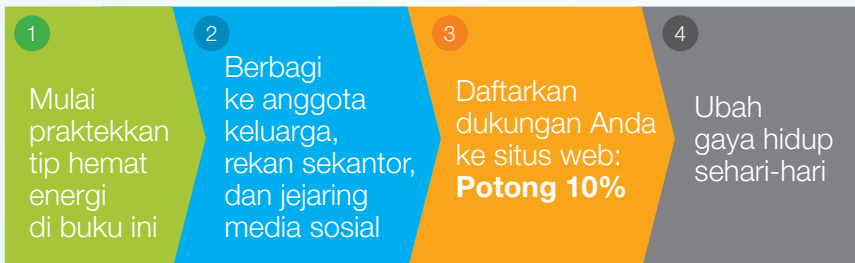 1
Mulai
praktekkan
tip hemat
energi
di buku ini
2
Berbagi
ke anggota
keluarga,
rekan sekantor,
dan jejaring
media sosial
3
Daftarkan
dukungan Anda
ke situs web:
Potong 10%
4
Ubah
gaya hidup
sehari-hari